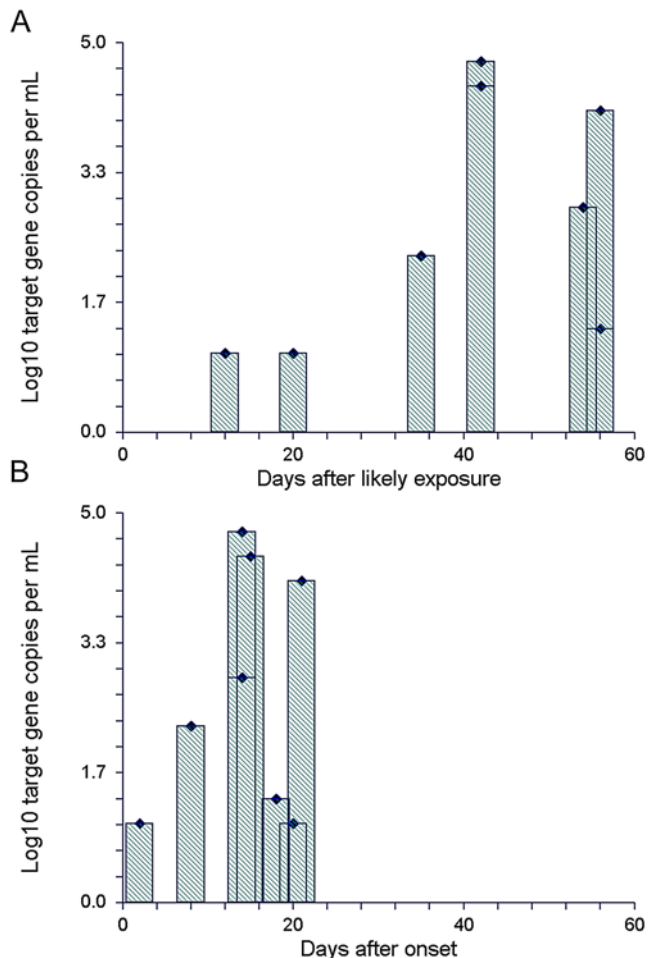 A
Log10 target gene copies per mL
5.0
3.3
1.7
0.0
0
20
40
60
Days after likely exposure
B
Log10 target gene copies per mL
5.0
3.3
1.7
0.0
0
20
40
60
Days after onset